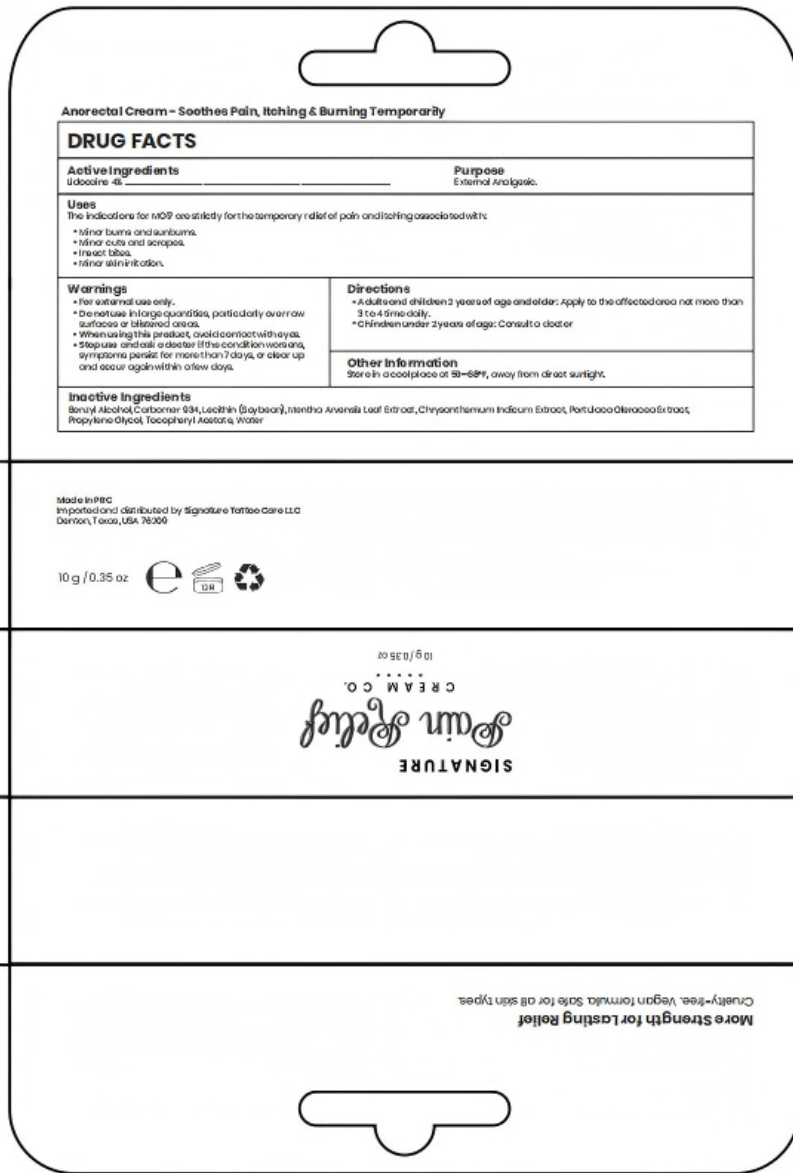 Anorectal Cream - Soothes Pain, Itching & Burning Temporarily
DRUG FACTS
Active Ingredients
Lidocaine 4%
Purpose
External Analgesic.
Uses
The indications for MO19 are strictly for the temporary relief of pain and itching associated with:
• Minor burns and sunburns.
• Minor cuts and scrapes.
• Insect bites.
• Minor skin irritation.
Warnings
• For external use only.
• Do not use in large quantities, particularly over raw
surfaces or blistered areas.
• When using this product, avoid contact with eyes.
• Stop use and ask a doctor if the condition worsens,
symptoms persist for more than 7 days, or clear up
and occur again within a few days.
Directions
• Adults and children 2 years of age and older: Apply to the affected area not more than
3 to 4 time daily.
• Chindren under 2 years of age: Consult a doctor
Other Information
Store in a cool place at 59-68°F, away from direct sunlight.
Inactive Ingredients
Benzyl Alcohol, Carbomer 934, Lecithin (Soybean), Mentha Arvensis Leaf Extract, Chrysanthemum Indicum Extract, Portulaca Oleracea Extract,
Propylene Glycol, Tocopheryl Acetate, Water
Made in PRC
Imported and distributed by Signature Tattoo Care LLC
Denton, Texas, USA
10 g / 0.35 oz
SIGNATURE
Pain Relief
CREAM CO.
10 g / 0.35 oz
More Strength for Lasting Relief
Cruelty-free. Vegan formula. Safe for all skin types.